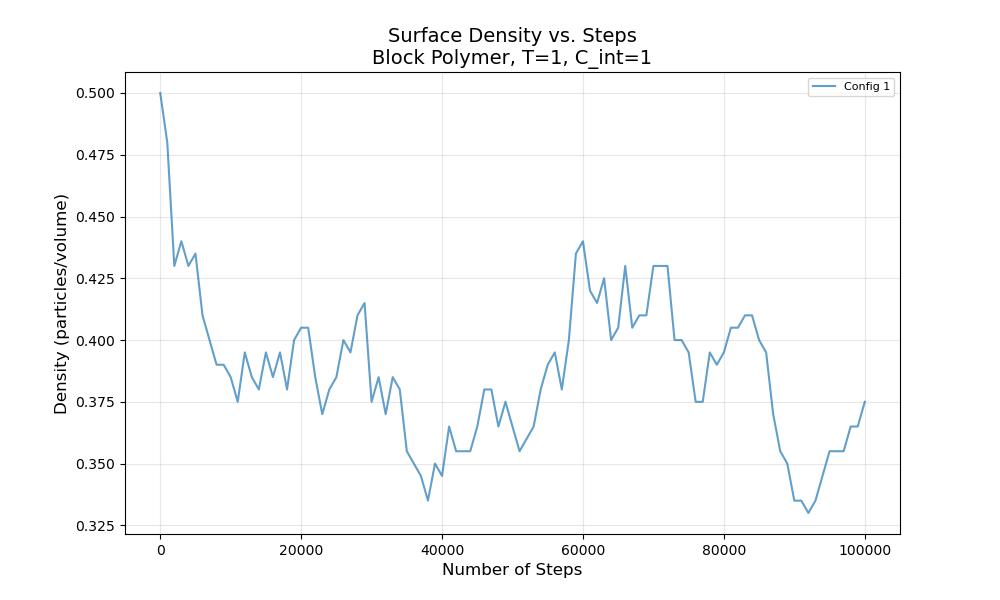 Surface Density vs. Steps
Block Polymer, T=1, C_int=1
Config 1
Density (particles/volume)
0.500
0.475
0.450
0.425
0.400
0.375
0.350
0.325
0 20000 40000 60000 80000 100000
Number of Steps